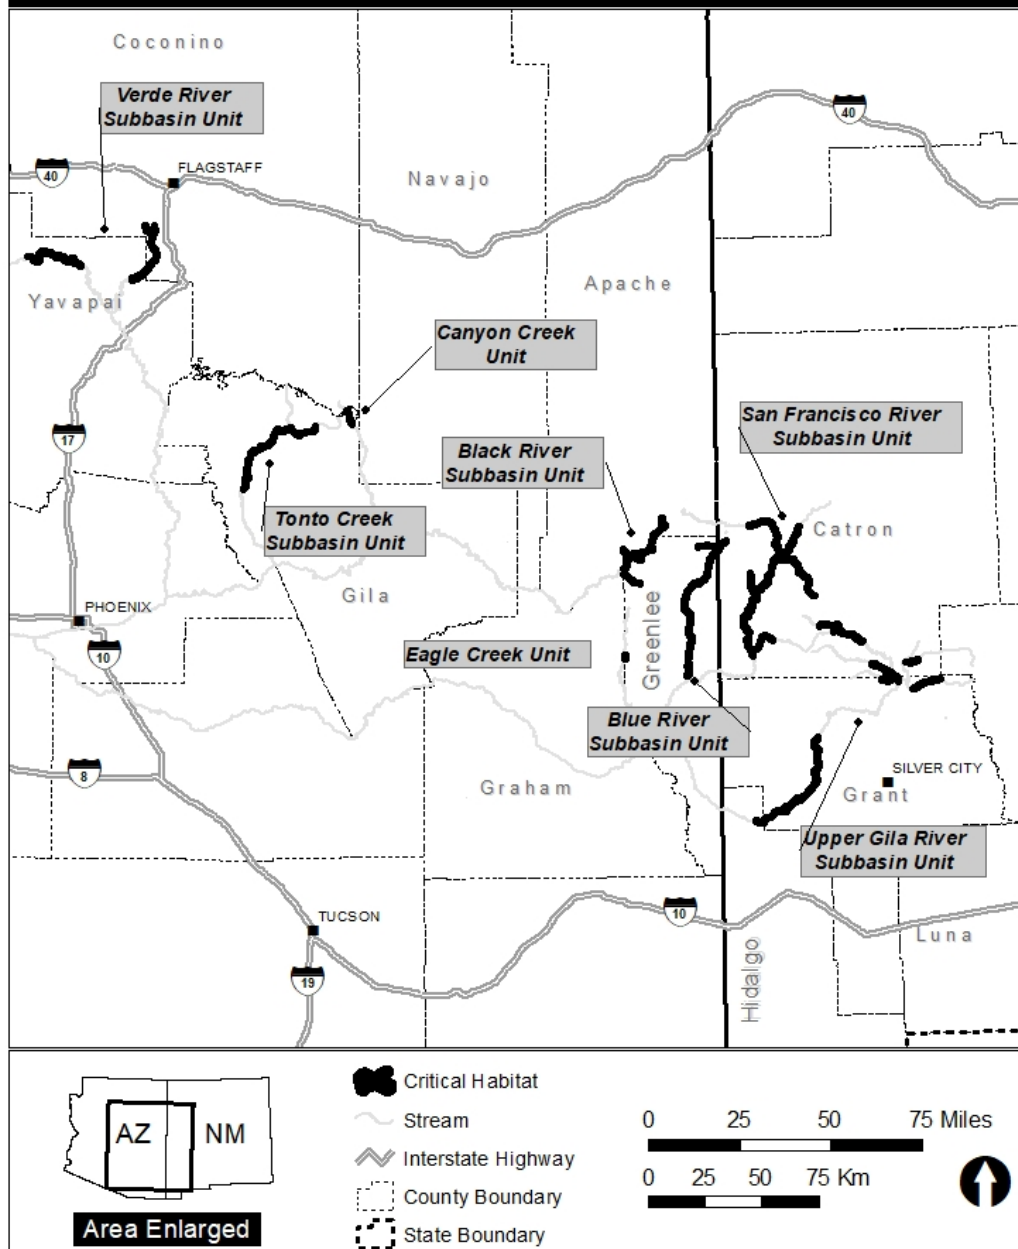 Coconino
Verde River
Subbasin Unit
40
40
FLAGSTAFF
Navajo
Apache
Yavapai
Canyon Creek
Unit
San Francisco River
Subbasin Unit
17
Black River
Subbasin Unit
Tonto Creek
Subbasin Unit
Catron
Gila
PHOENIX
Greenlee
10
Eagle Creek Unit
Blue River
Subbasin Unit
8
SILVER CITY
Graham
Grant
Upper Gila River
Subbasin Unit
TUCSON
10
Luna
Hidalgo
19
AZ
NM
Area Enlarged
Critical Habitat
Stream
Interstate Highway
County Boundary
State Boundary
0 25 50 75 Miles
0 25 50 75 Km